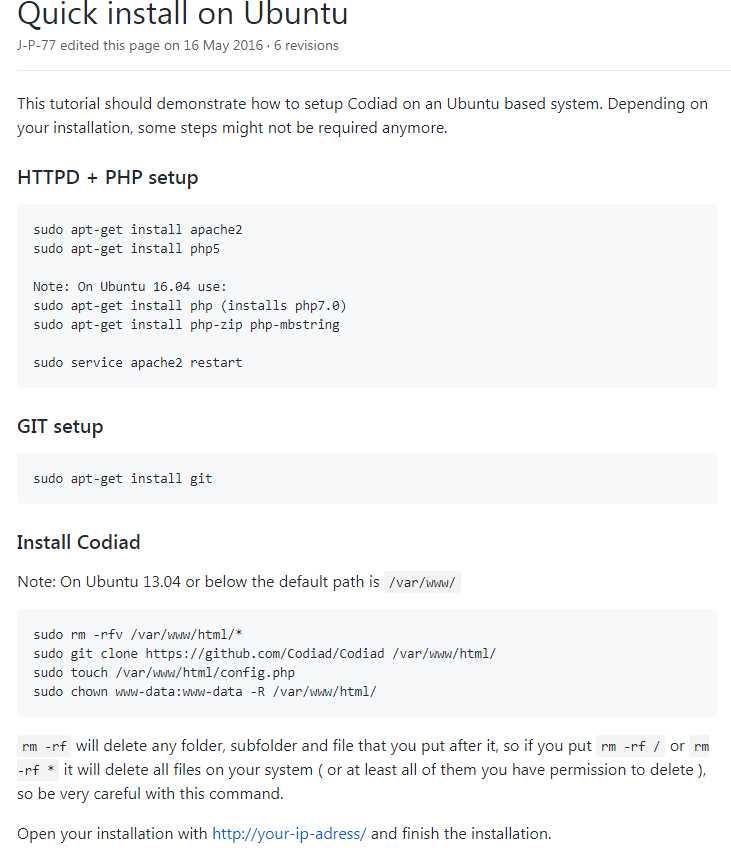 Quick install on Ubuntu
J-P-77 edited this page on 16 May 2016 · 6 revisions
This tutorial should demonstrate how to setup Codiad on an Ubuntu based system. Depending on
your installation, some steps might not be required anymore.
HTTPD + PHP setup
sudo apt-get install apache2
sudo apt-get install php5
Note: On Ubuntu 16.04 use:
sudo apt-get install php (installs php7.0)
sudo apt-get install php-zip php-mbstring
sudo service apache2 restart
GIT setup
sudo apt-get install git
Install Codiad
Note: On Ubuntu 13.04 or below the default path is /var/www/
sudo rm -rfv /var/www/html/*
sudo git clone https://github.com/Codiad/Codiad /var/www/html/
sudo touch /var/www/html/config.php
sudo chown www-data:www-data -R /var/www/html/
rm -rf will delete any folder, subfolder and file that you put after it, so if you put rm -rf / or rm
-rf * it will delete all files on your system ( or at least all of them you have permission to delete ),
so be very careful with this command.
Open your installation with http://your-ip-adress/ and finish the installation.